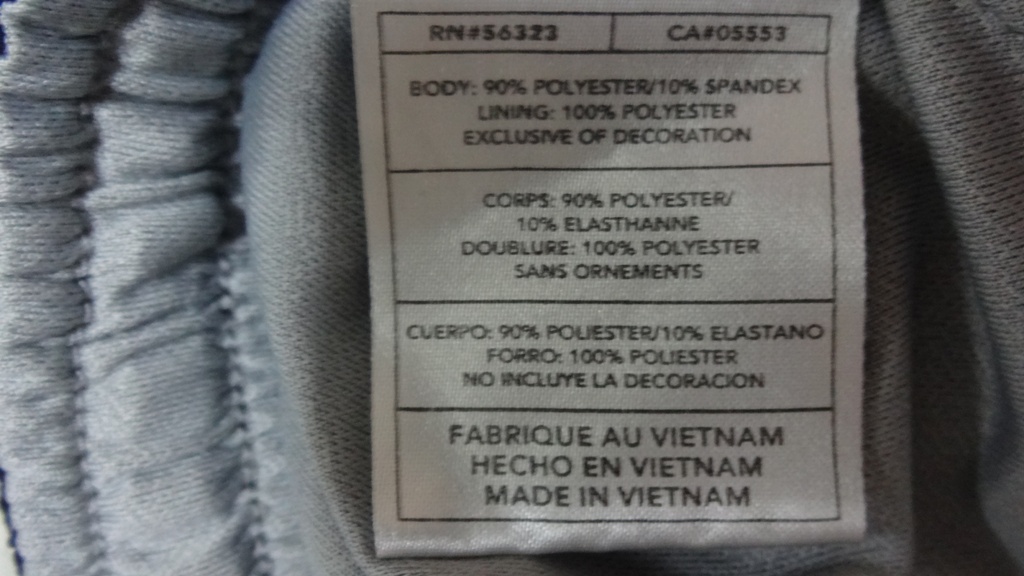 RN#56323 CA#05553
BODY: 90% POLYESTER/10% SPANDEX
LINING: 100% POLYESTER
EXCLUSIVE OF DECORATION
CORPS: 90% POLYESTER/
10% ELASTHANNE
DOUBLURE: 100% POLYESTER
SANS ORNEMENTS
CUERPO: 90% POLIESTER/10% ELASTANO
FORRO: 100% POLIESTER
NO INCLUYE LA DECORACION
FABRIQUE AU VIETNAM
HECHO EN VIETNAM
MADE IN VIETNAM